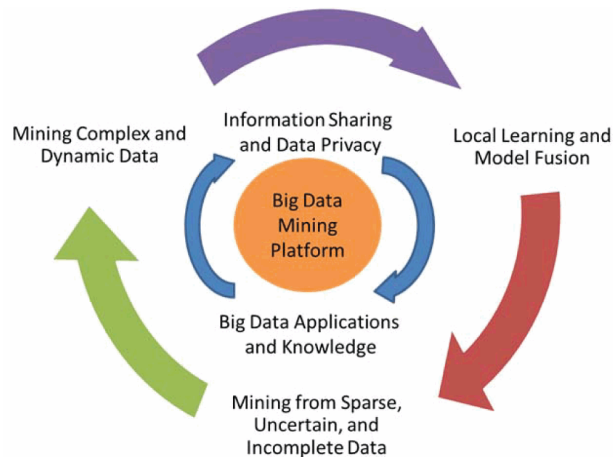 Information Sharing
and Data Privacy
Mining Complex and
Dynamic Data
Local Learning and
Model Fusion
Big Data
Mining
Platform
Big Data Applications
and Knowledge
Mining from Sparse,
Uncertain, and
Incomplete Data